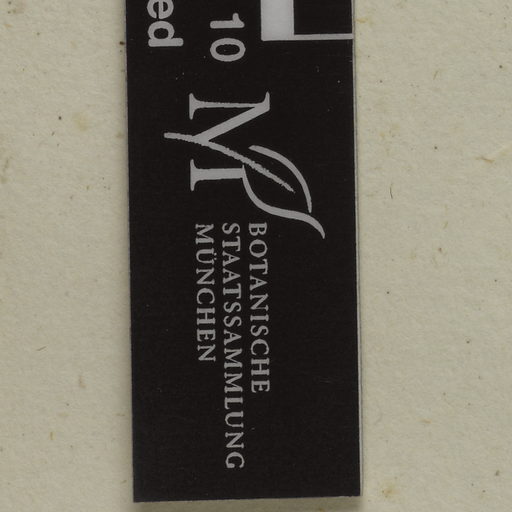 10
ed
BOTANISCHE
STAATSSAMMLUNG
MÜNCHEN